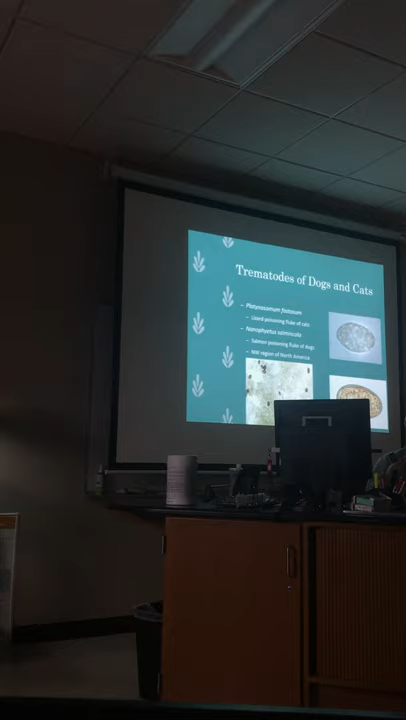 Trematodes of Dogs and Cats
– Platynosomum fastosum
– Lizard poisoning fluke of cats
– Nanophyetus salmincola
– Salmon poisoning fluke of dogs
– NW region of North America